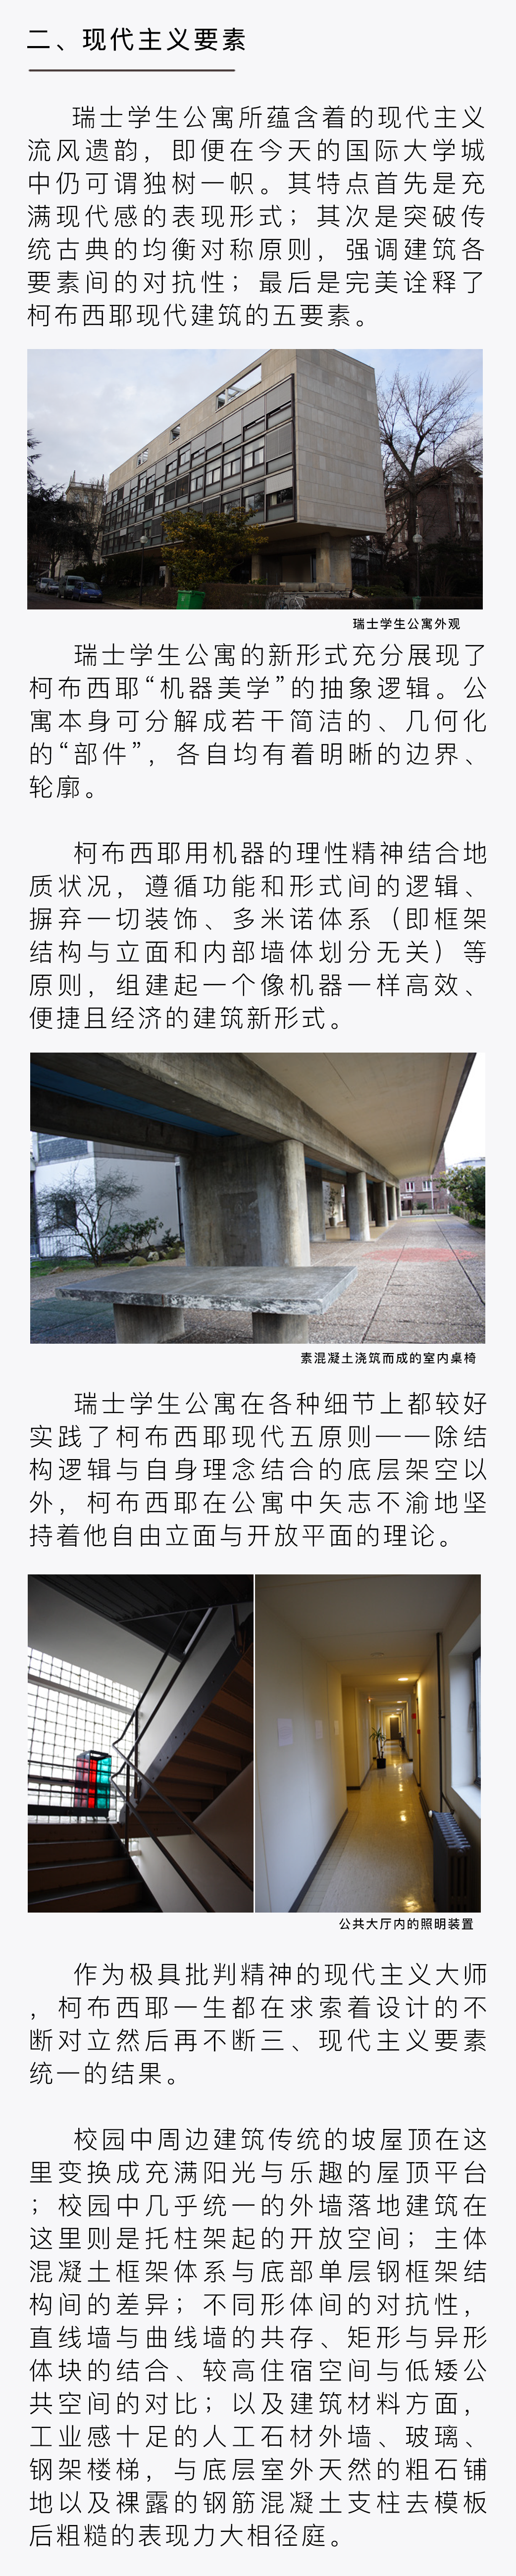 二、现代主义要素
瑞士学生公寓所蕴含着的现代主义
流风遗韵，即便在今天的国际大学城
中仍可谓独树一帜。其特点首先是充
满现代感的表现形式；其次是突破传
统古典的均衡对称原则，强调建筑各
要素间的对抗性；最后是完美诠释了
柯布西耶现代建筑的五要素。
瑞士学生公寓外观
瑞士学生公寓的新形式充分展现了
柯布西耶“机器美学”的抽象逻辑。公
寓本身可分解成若干简洁的、几何化
的“部件”，各自均有着明晰的边界、
轮廓。
柯布西耶用机器的理性精神结合地
质状况，遵循功能和形式间的逻辑、
摒弃一切装饰、多米诺体系（即框架
结构与立面和内部墙体划分无关）等
原则，组建起一个像机器一样高效、
便捷且经济的建筑新形式。
素混凝土浇筑而成的室内桌椅
瑞士学生公寓在各种细节上都较好
实践了柯布西耶现代五原则——除结
构逻辑与自身理念结合的底层架空以
外，柯布西耶在公寓中矢志不渝地坚
持着他自由立面与开放平面的理论。
公共大厅内的照明装置
作为极具批判精神的现代主义大师
，柯布西耶一生都在求索着设计的不
断对立然后再不断三、现代主义要素
统一的结果。
校园中周边建筑传统的坡屋顶在这
里变换成充满阳光与乐趣的屋顶平台
；校园中几乎统一的外墙落地建筑在
这里则是托柱架起的开放空间；主体
混凝土框架体系与底部单层钢框架结
构间的差异；不同形体间的对抗性，
直线墙与曲线墙的共存、矩形与异形
体块的结合、较高住宿空间与低矮公
共空间的对比；以及建筑材料方面，
工业感十足的人工石材外墙、玻璃、
钢架楼梯，与底层室外天然的粗石铺
地以及裸露的钢筋混凝土支柱去模板
后粗糙的表现力大相径庭。